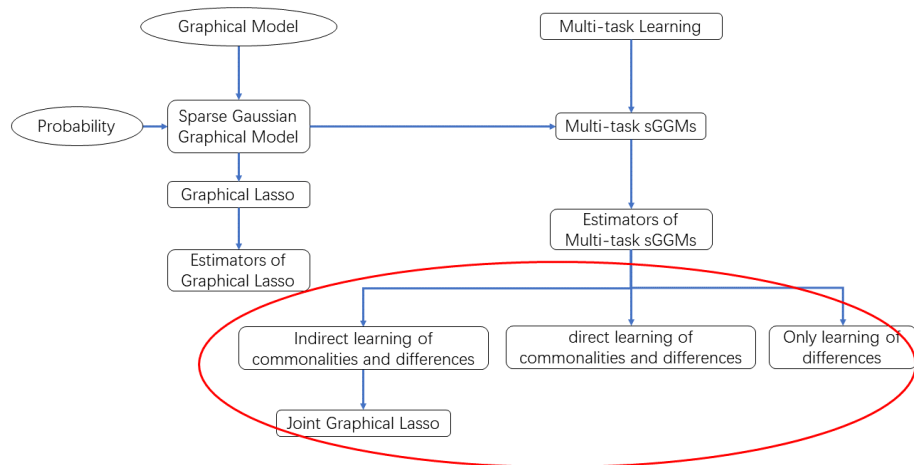 Graphical Model
Multi-task Learning
Probability
Sparse Gaussian
Graphical Model
Multi-task sGGMs
Graphical Lasso
Estimators of
Graphical Lasso
Estimators of
Multi-task sGGMs
Indirect learning of
commonalities and differences
direct learning of
commonalities and differences
Only learning of
differences
Joint Graphical Lasso